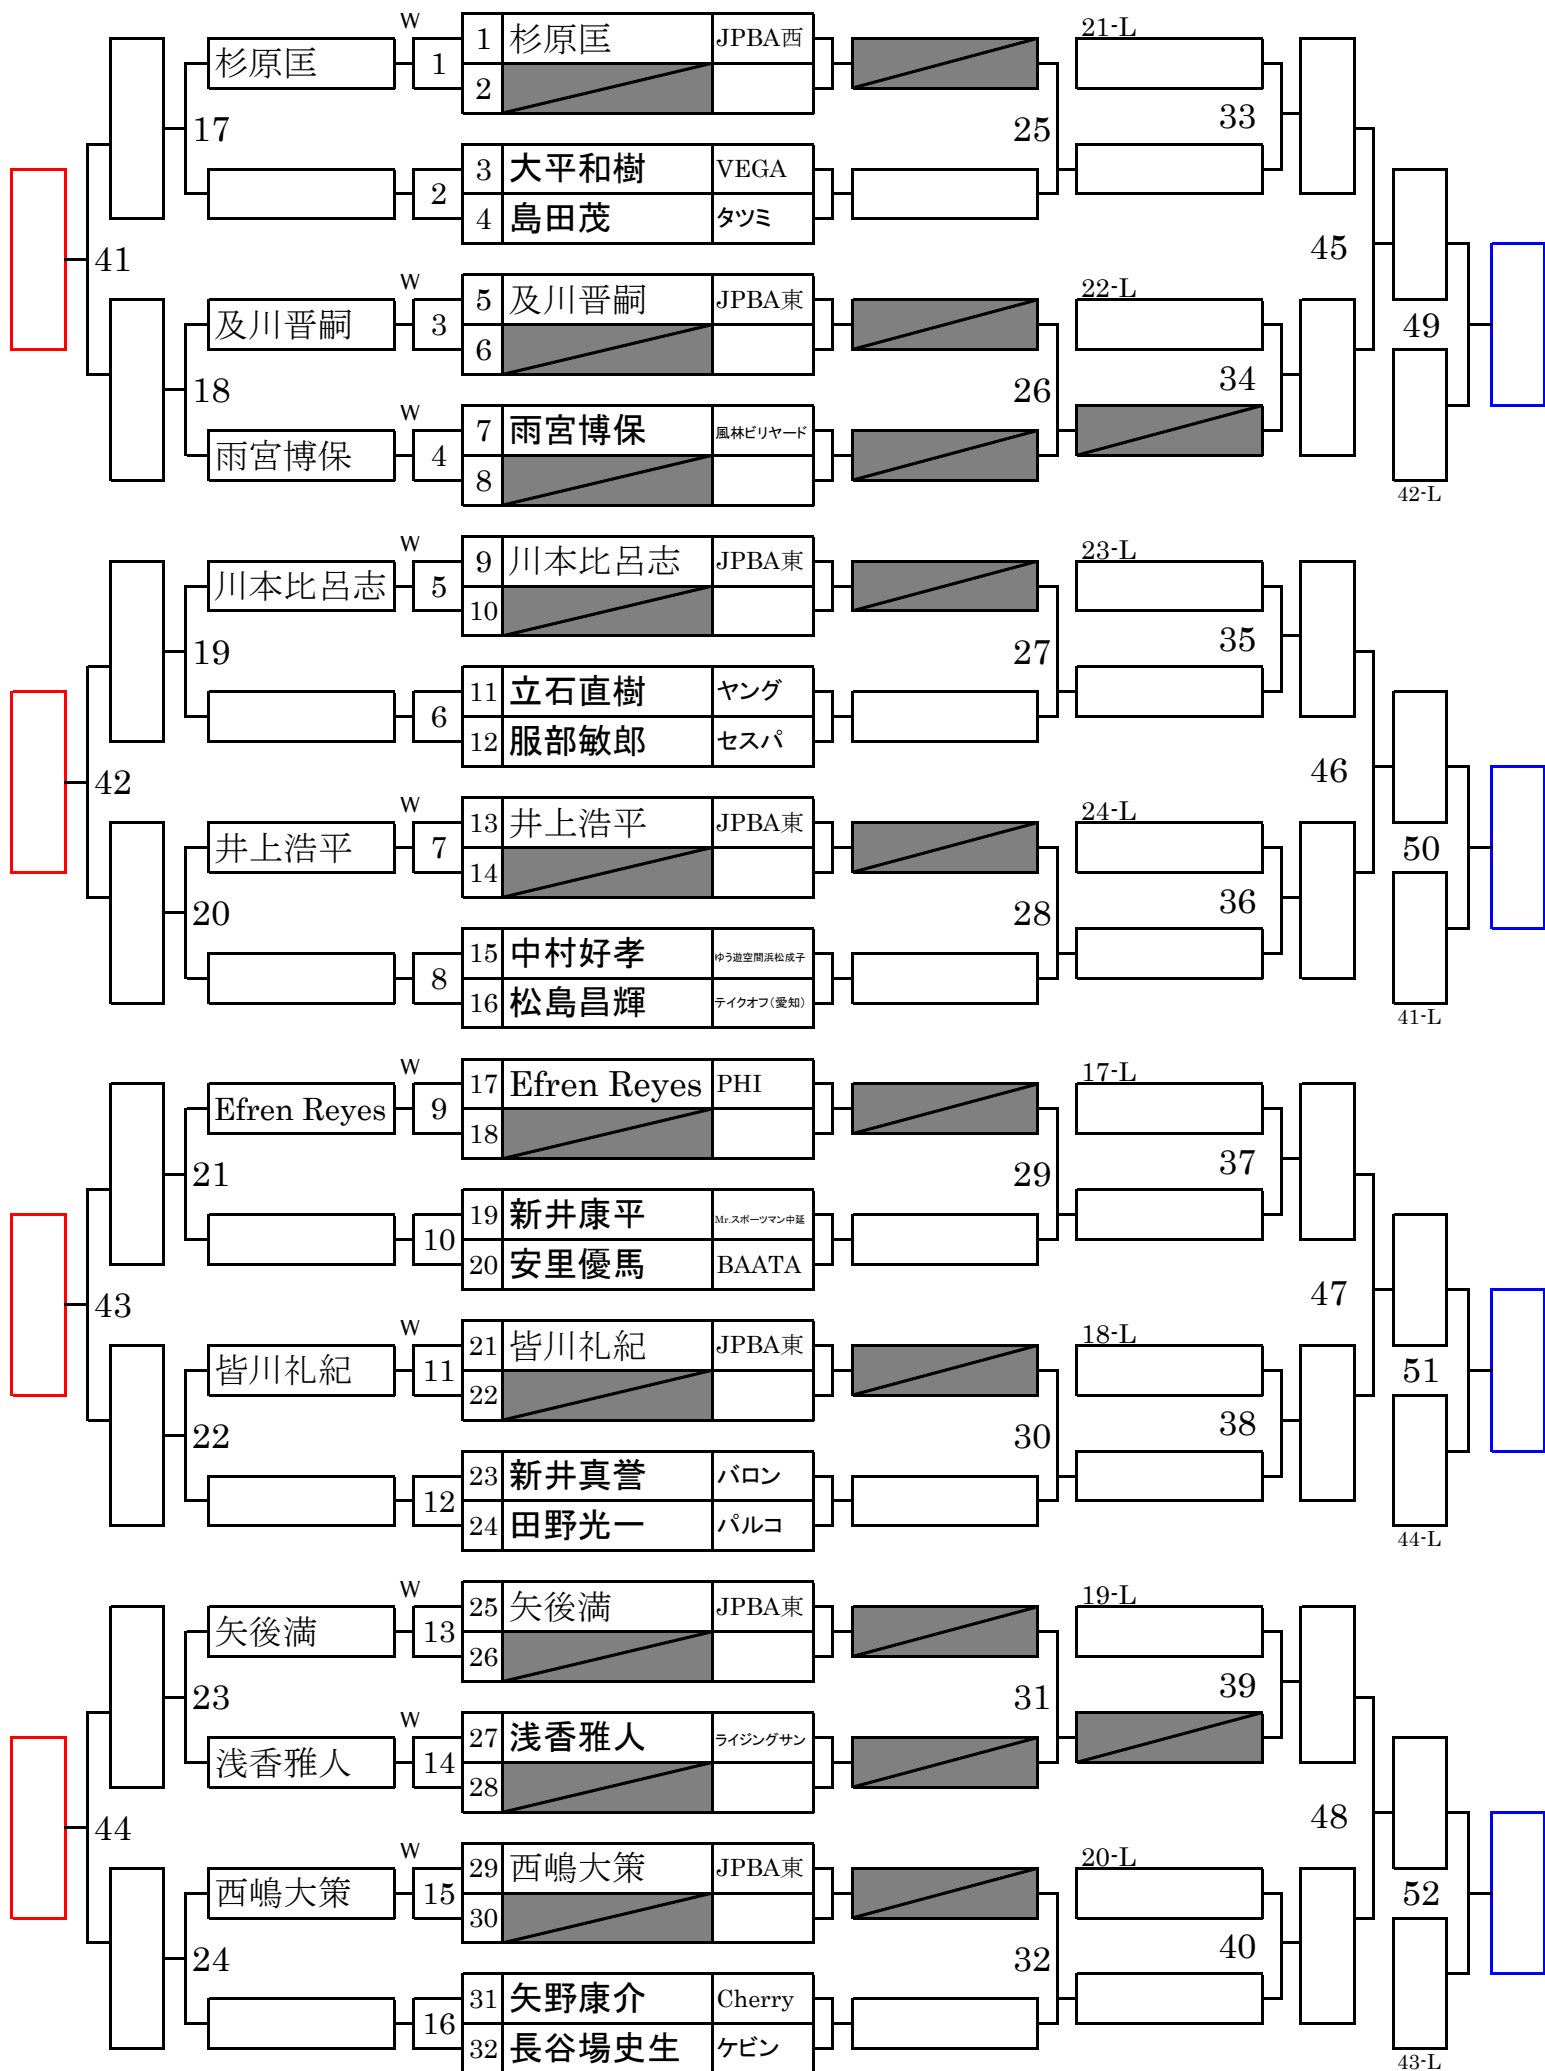 W
1 杉原匡 JPBA西
21-L
杉原匡 1
2
17 25 33
3 大平和樹 VEGA
2
4 島田茂 タツミ
41 45
W
5 及川晋嗣 JPBA東
22-L
及川晋嗣 3
6
49
18 26 34
W
7 雨宮博保 風林ビリヤード
雨宮博保 4
8
42-L
W
9 川本比呂志 JPBA東
23-L
川本比呂志 5
10
19 27 35
11 立石直樹 ヤング
6
12 服部敏郎 セスパ
42 46
W
13 井上浩平 JPBA東
24-L
井上浩平 7
14
50
20 28 36
15 中村好孝 ゆう遊空間浜松成子
8
16 松島昌輝 テイクオフ(愛知)
41-L
W
17 Efren Reyes PHI
17-L
Efren Reyes 9
18
21 29 37
19 新井康平 Mr.スポーツマン中延
10
20 安里優馬 BAATA
43 47
W
21 皆川礼紀 JPBA東
18-L
皆川礼紀 11
22
51
22 30 38
23 新井真誉 バロン
12
24 田野光一 パルコ
44-L
W
25 矢後満 JPBA東
19-L
矢後満 13
26
23 31 39
W
27 浅香雅人 ライジングサン
浅香雅人 14
28
44 48
W
29 西嶋大策 JPBA東
20-L
西嶋大策 15
30
52
24 32 40
31 矢野康介 Cherry
16
32 長谷場史生 ケビン
43-L